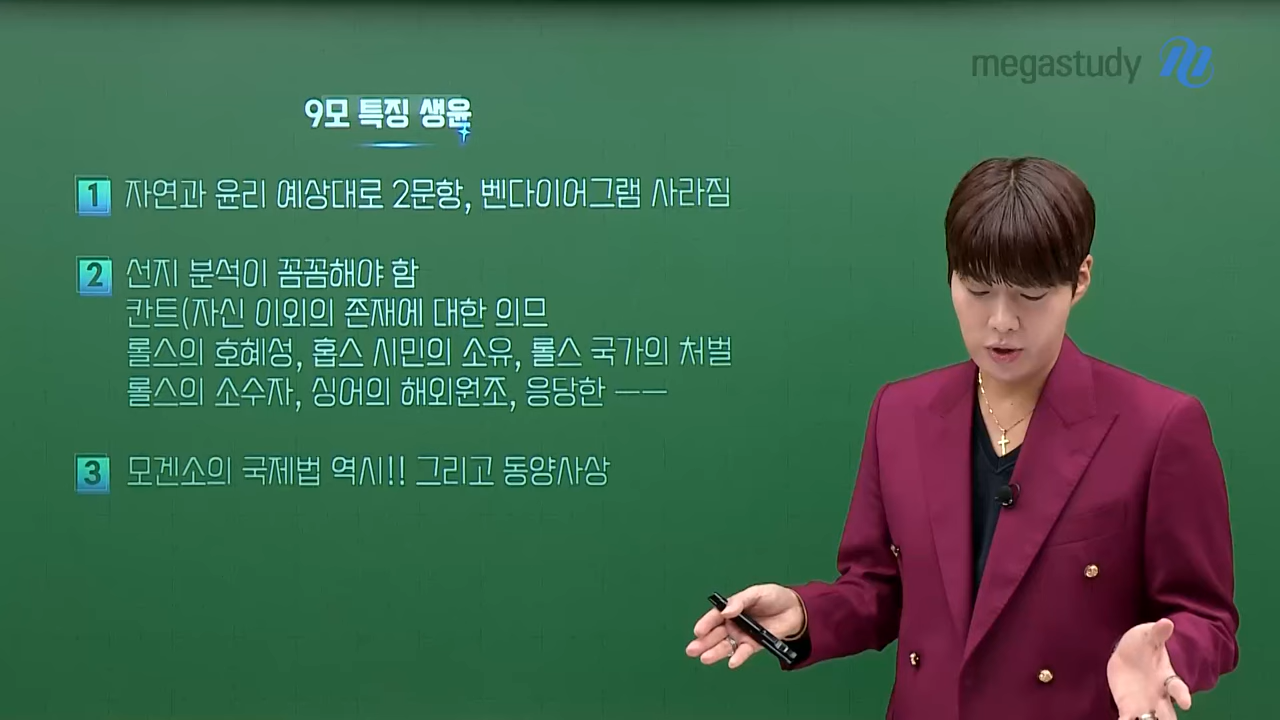 megastudy
9모 특징 생윤
1 자연과 윤리 예상대로 2문항, 벤다이어그램 사라짐
2 선지 분석이 꼼꼼해야 함
칸트(자신 이외의 존재에 대한 의므
롤스의 호혜성, 홉스 시민의 소유, 롤스 국가의 처벌
롤스의 소수자, 싱어의 해외원조, 응당한 ㅡㅡ
3 모겐소의 국제법 역시!! 그리고 동양사상